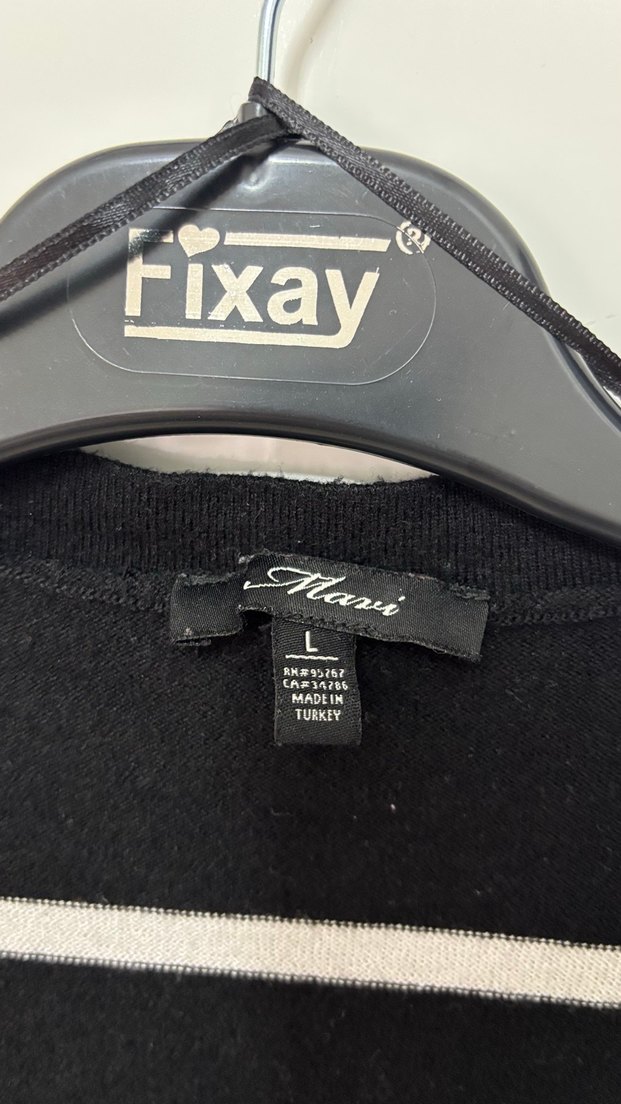 Fixay®
Mavi
L
RN#95767
CA#34786
MADE IN
TURKEY